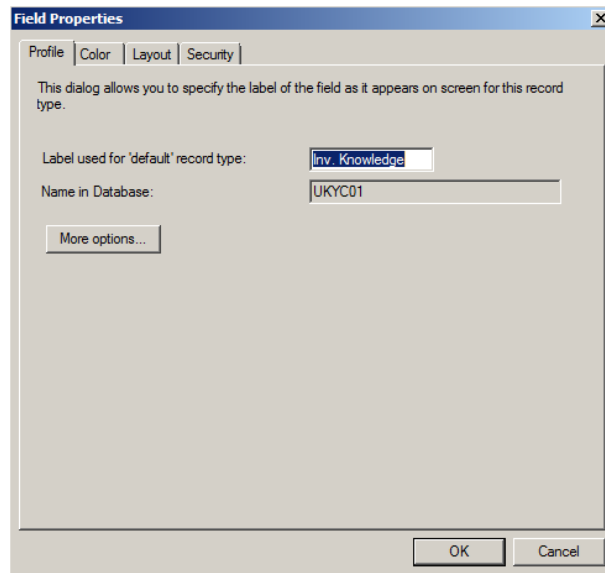 Field Properties
Profile Color Layout Security
This dialog allows you to specify the label of the field as it appears on screen for this record
type.
Label used for 'default' record type: Inv. Knowledge
Name in Database: UKYC01
More options...
OK Cancel